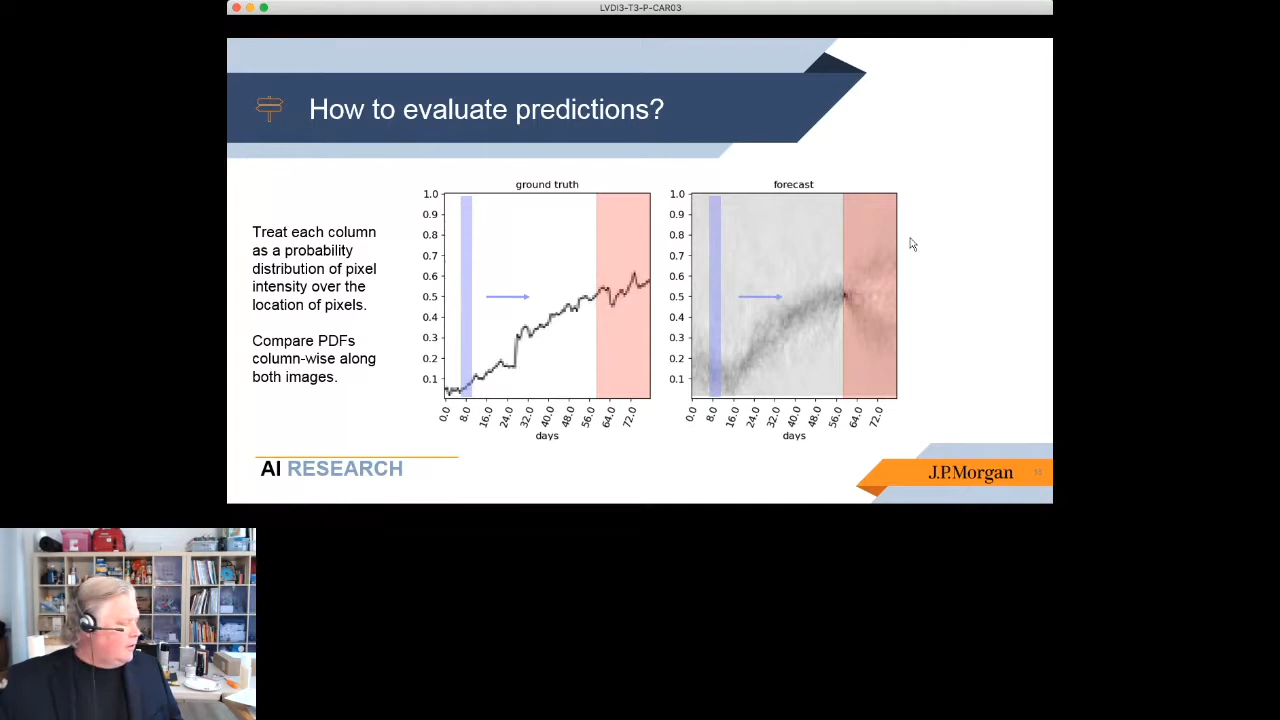 LVDI3-T3-P-CAR03
How to evaluate predictions?
Treat each column
as a probability
distribution of pixel
intensity over the
location of pixels.
Compare PDFs
column-wise along
both images.
ground truth
1.0
0.9
0.8
0.7
0.6
0.5
0.4
0.3
0.2
0.1
0.0 8.0 16.0 24.0 32.0 40.0 48.0 56.0 64.0 72.0
days
forecast
1.0
0.9
0.8
0.7
0.6
0.5
0.4
0.3
0.2
0.1
0.0 8.0 16.0 24.0 32.0 40.0 48.0 56.0 64.0 72.0
days
AI RESEARCH
J.P.Morgan